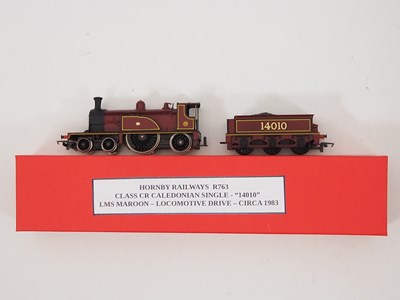 14010
HORNBY RAILWAYS R763
CLASS CR CALEDONIAN SINGLE - "14010"
LMS MAROON – LOCOMOTIVE DRIVE – CIRCA 1983